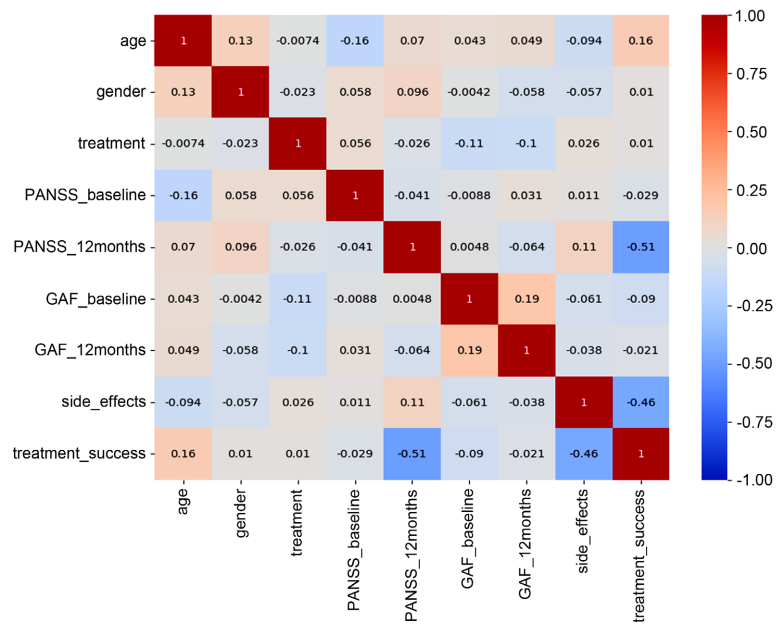 age 1 0.13 -0.0074 -0.16 0.07 0.043 0.049 -0.094 0.16
gender 0.13 1 -0.023 0.058 0.096 -0.0042 -0.058 -0.057 0.01
treatment -0.0074 -0.023 1 0.056 -0.026 -0.11 -0.1 0.026 0.01
PANSS_baseline -0.16 0.058 0.056 1 -0.041 -0.0088 0.031 0.011 -0.029
PANSS_12months 0.07 0.096 -0.026 -0.041 1 0.0048 -0.064 0.11 -0.51
GAF_baseline 0.043 -0.0042 -0.11 -0.0088 0.0048 1 0.19 -0.061 -0.09
GAF_12months 0.049 -0.058 -0.1 0.031 -0.064 0.19 1 -0.038 -0.021
side_effects -0.094 -0.057 0.026 0.011 0.11 -0.061 -0.038 1 -0.46
treatment_success 0.16 0.01 0.01 -0.029 -0.51 -0.09 -0.021 -0.46 1
age
gender
treatment
PANSS_baseline
PANSS_12months
GAF_baseline
GAF_12months
side_effects
treatment_success
1.00
0.75
0.50
0.25
0.00
-0.25
-0.50
-0.75
-1.00